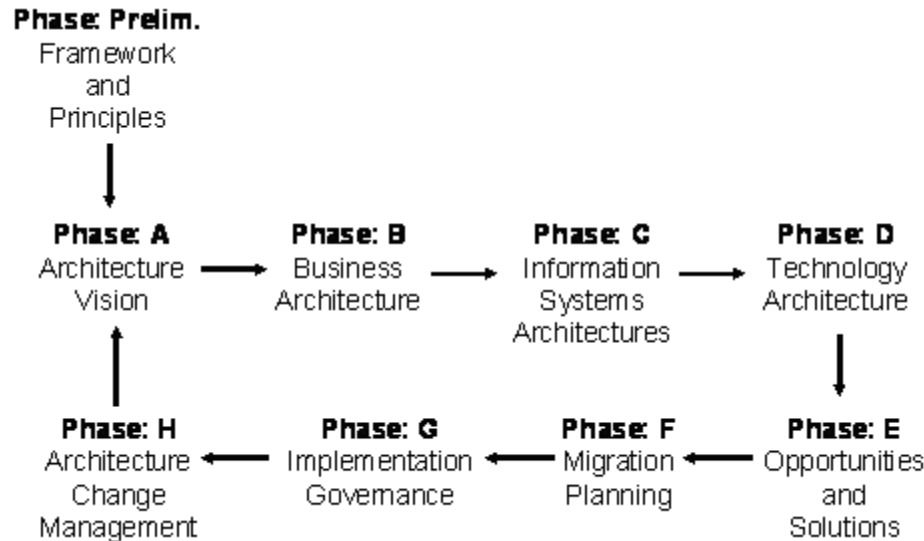 Phase: Prelim.
Framework
and
Principles
Phase: A
Architecture
Vision
Phase: B
Business
Architecture
Phase: C
Information
Systems
Architectures
Phase: D
Technology
Architecture
Phase: E
Opportunities
and
Solutions
Phase: F
Migration
Planning
Phase: G
Implementation
Governance
Phase: H
Architecture
Change
Management